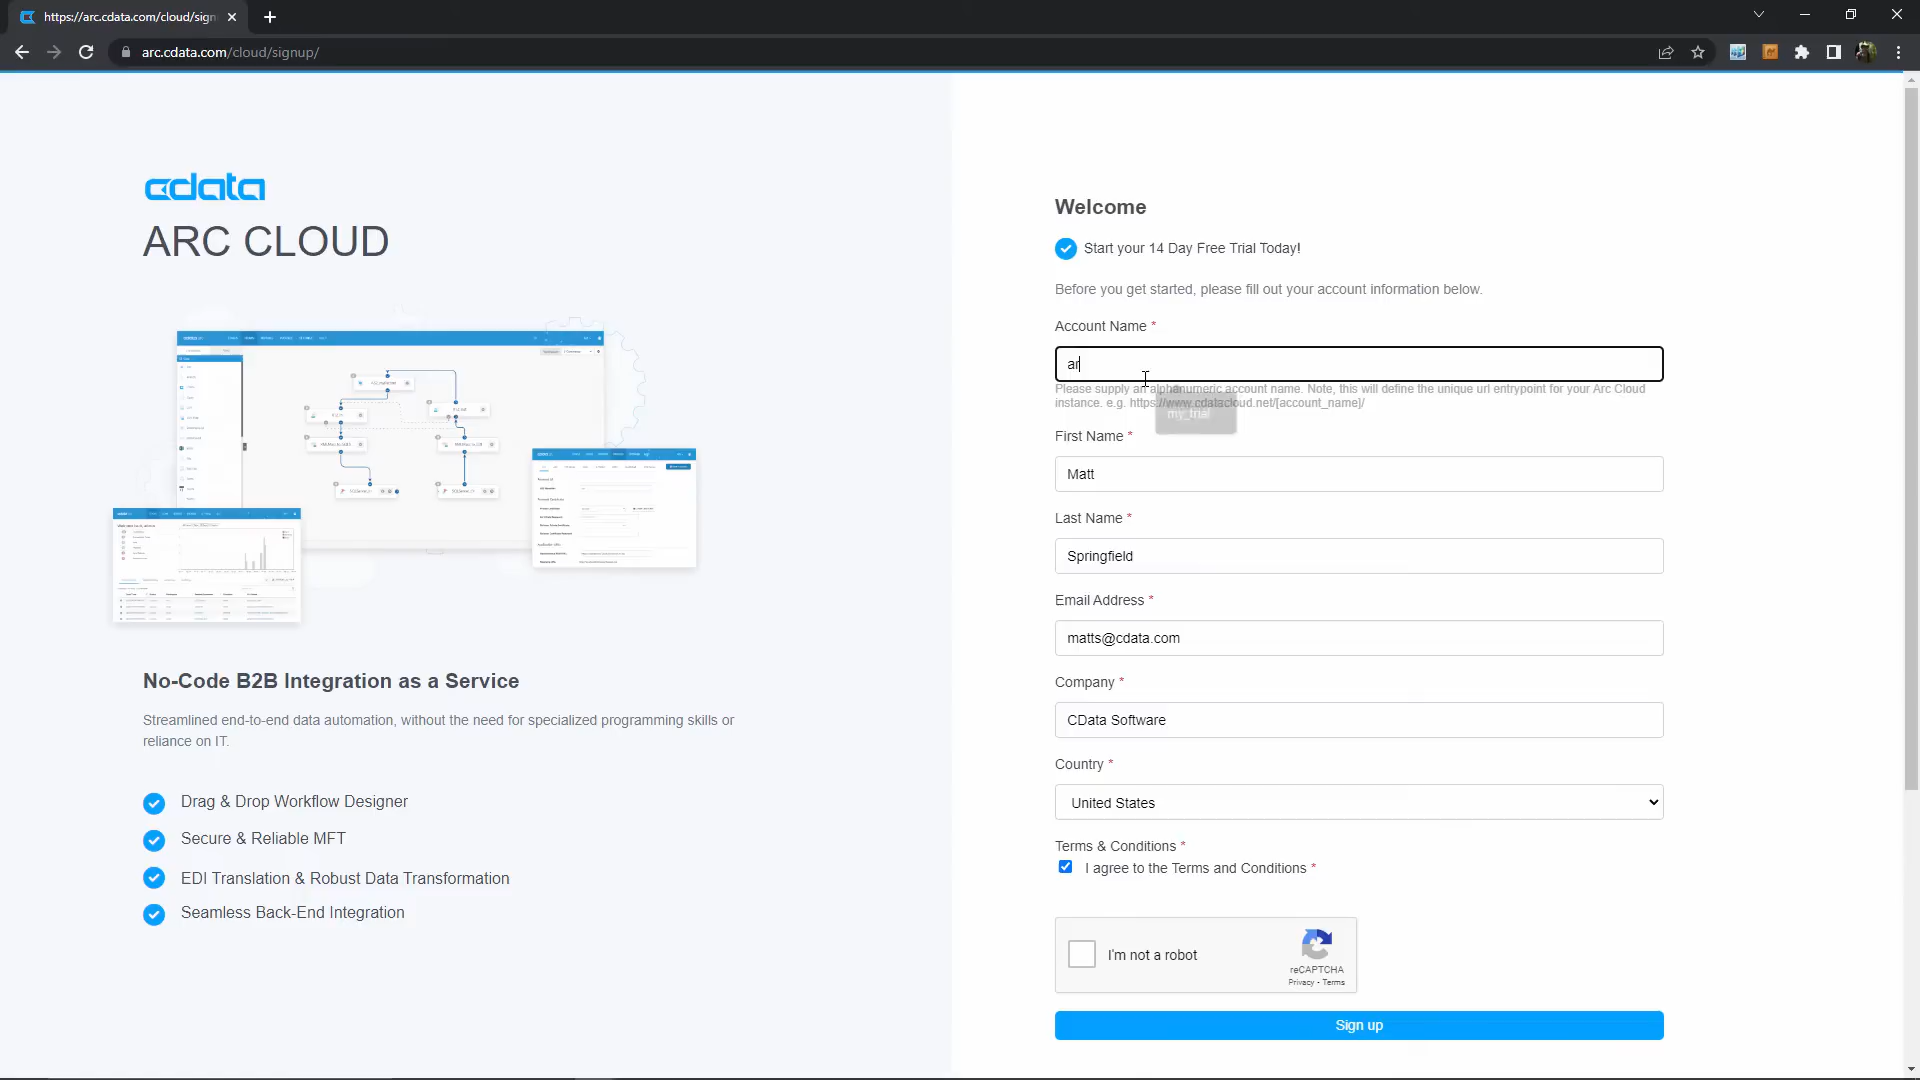 https://arc.cdata.com/cloud/sign
arc.cdata.com/cloud/signup/
cdata
ARC CLOUD
No-Code B2B Integration as a Service
Streamlined end-to-end data automation, without the need for specialized programming skills or
reliance on IT.
Drag & Drop Workflow Designer
Secure & Reliable MFT
EDI Translation & Robust Data Transformation
Seamless Back-End Integration
Welcome
Start your 14 Day Free Trial Today!
Before you get started, please fill out your account information below.
Account Name *
ar
Please supply an alphanumeric account name. Note, this will define the unique url entrypoint for your Arc Cloud
instance. e.g. https://www.cdatacloud.net/[account_name]/
my_trial
First Name *
Matt
Last Name *
Springfield
Email Address *
matts@cdata.com
Company *
CData Software
Country *
United States
Terms & Conditions *
I agree to the Terms and Conditions *
I'm not a robot
reCAPTCHA
Privacy - Terms
Sign up